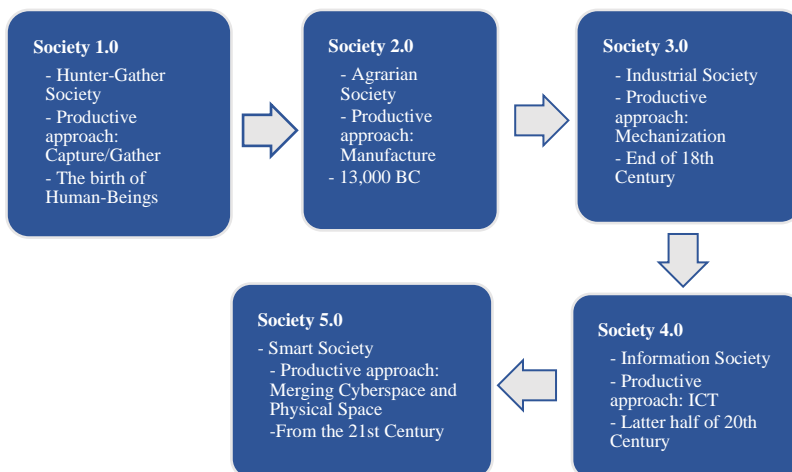 Society 1.0
- Hunter-Gather
Society
- Productive
approach:
Capture/Gather
- The birth of
Human-Beings
Society 2.0
- Agrarian
Society
- Productive
approach:
Manufacture
- 13,000 BC
Society 3.0
- Industrial Society
- Productive
approach:
Mechanization
- End of 18th
Century
Society 4.0
- Information Society
- Productive
approach: ICT
- Latter half of 20th
Century
Society 5.0
- Smart Society
- Productive approach:
Merging Cyberspace and
Physical Space
-From the 21st Century